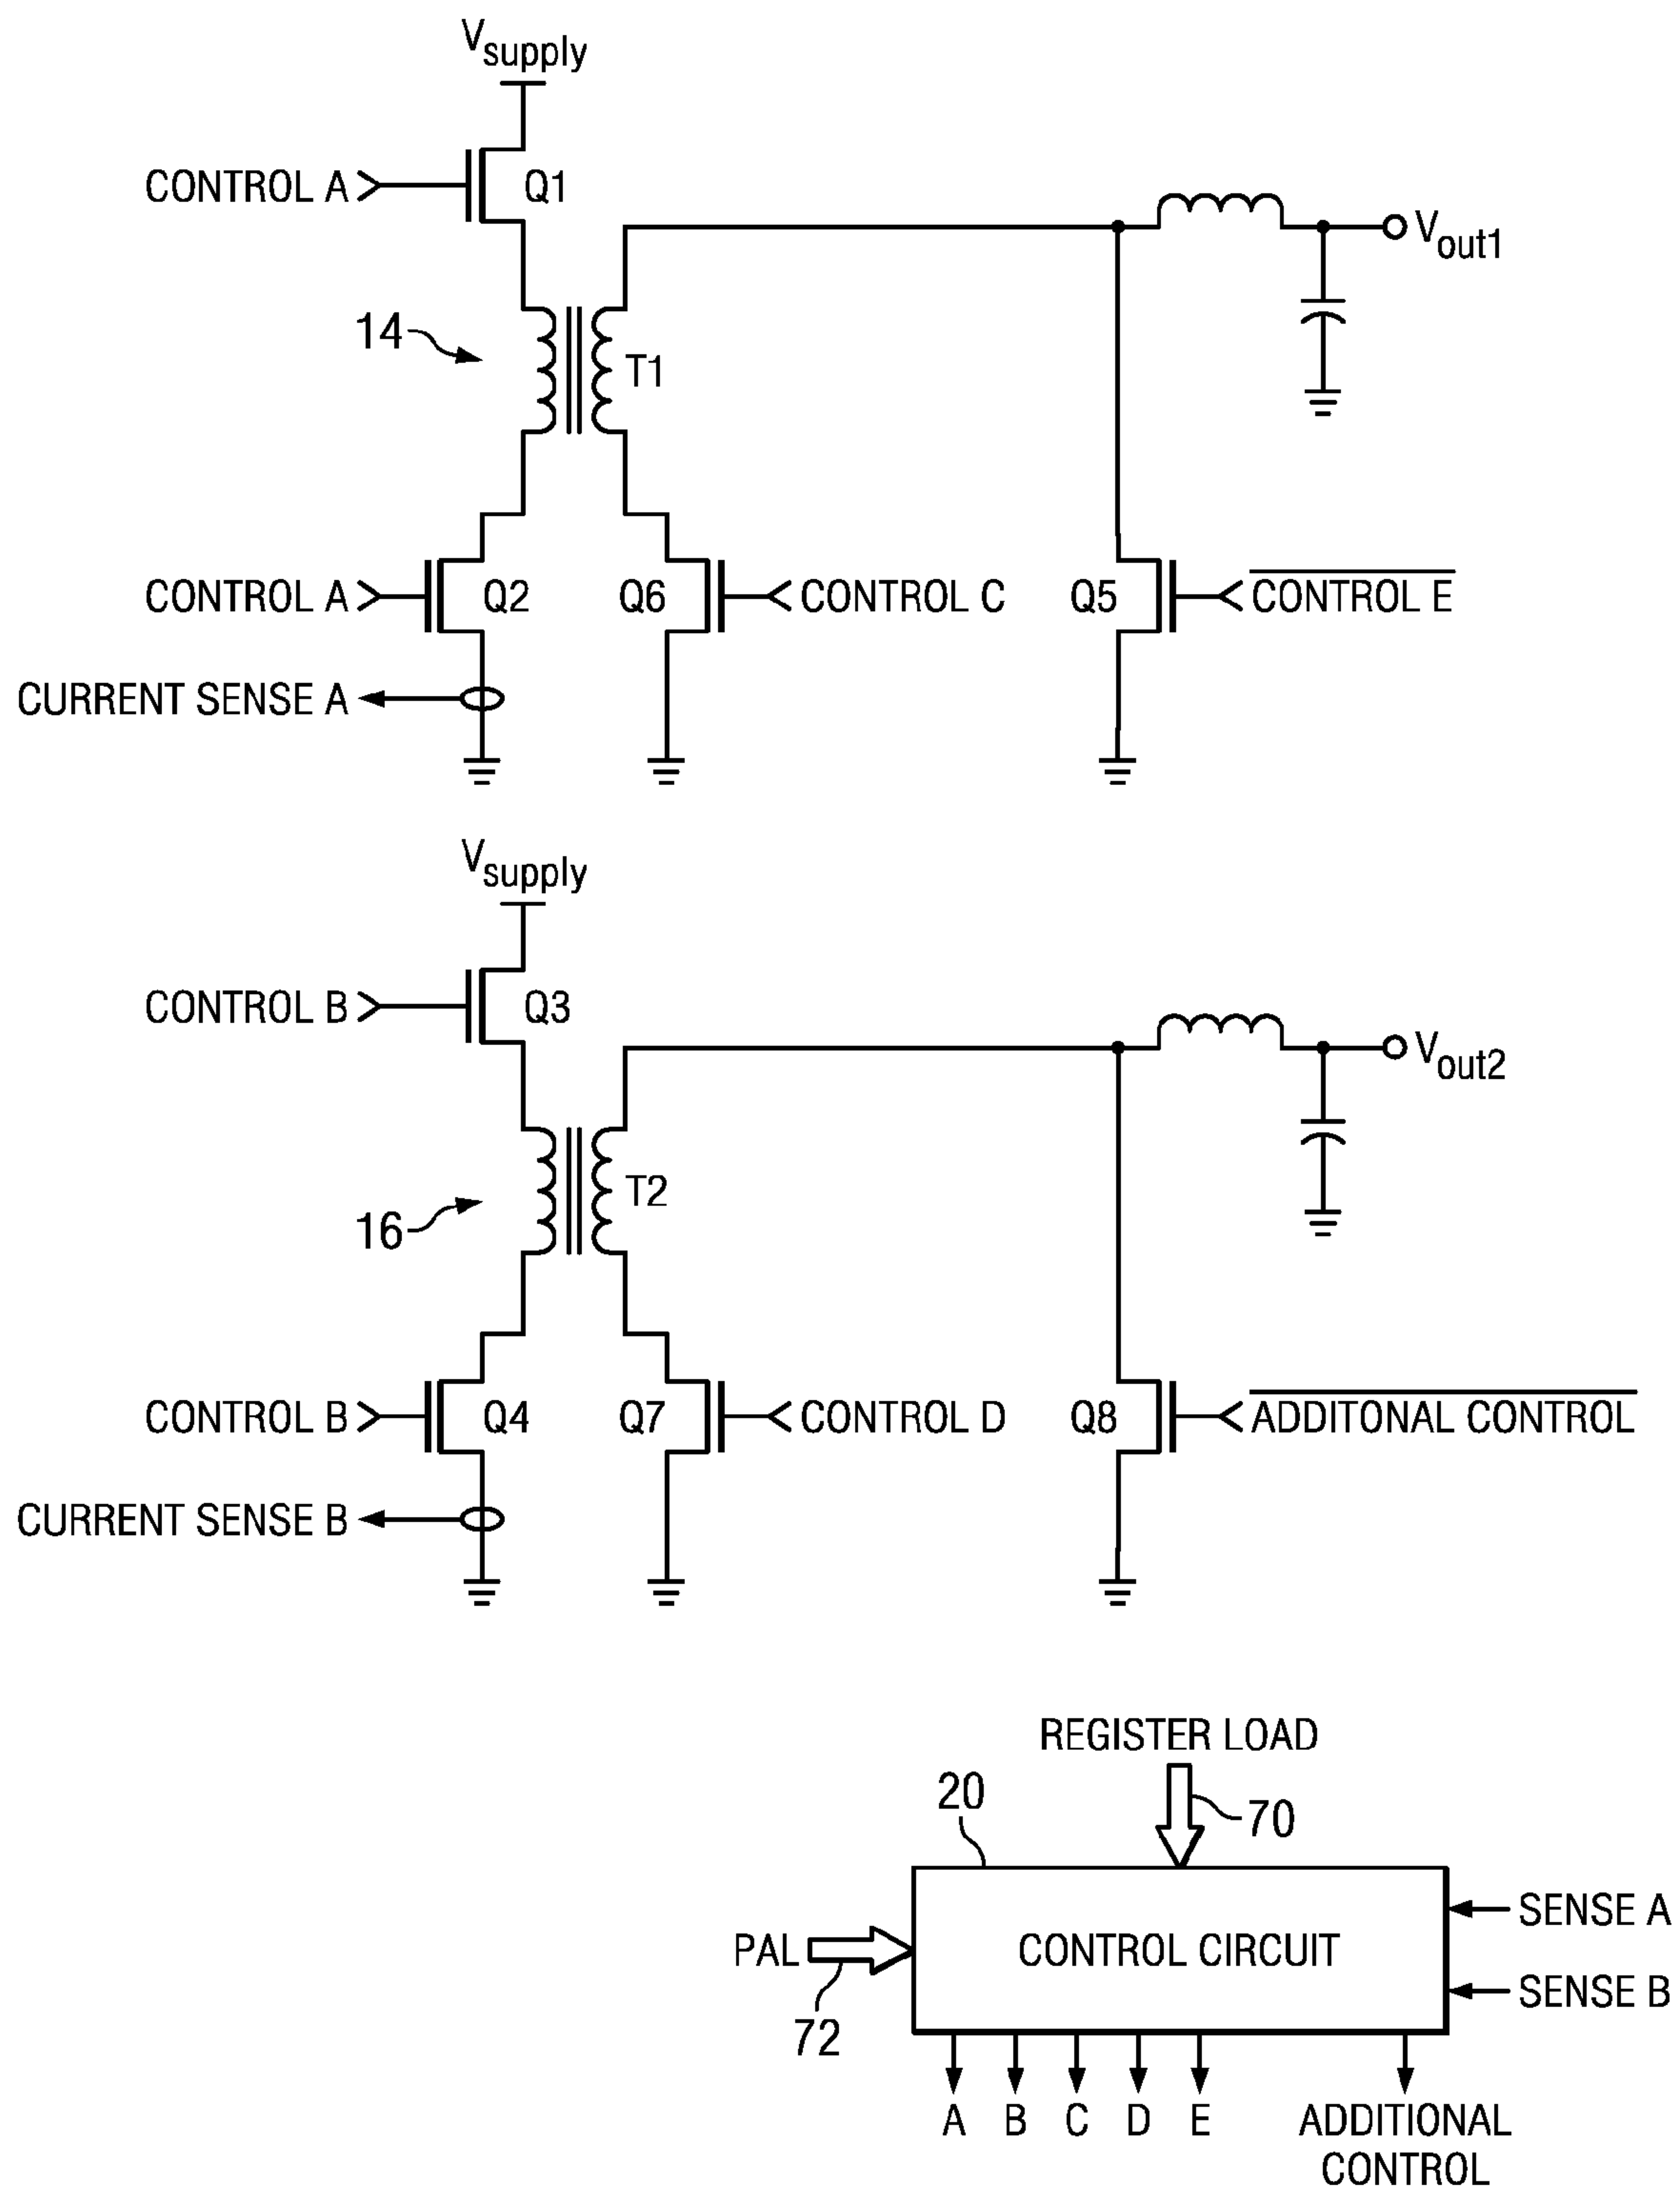 Vsupply
CONTROL A
Q1
Vout1
14
T1
CONTROL A
Q2
Q6
CONTROL C
Q5
CONTROL E
CURRENT SENSE A
Vsupply
CONTROL B
Q3
Vout2
16
T2
CONTROL B
Q4
Q7
CONTROL D
Q8
ADDITONAL CONTROL
CURRENT SENSE B
REGISTER LOAD
20
70
SENSE A
PAL
CONTROL CIRCUIT
SENSE B
72
A B C D E
ADDITIONAL
CONTROL